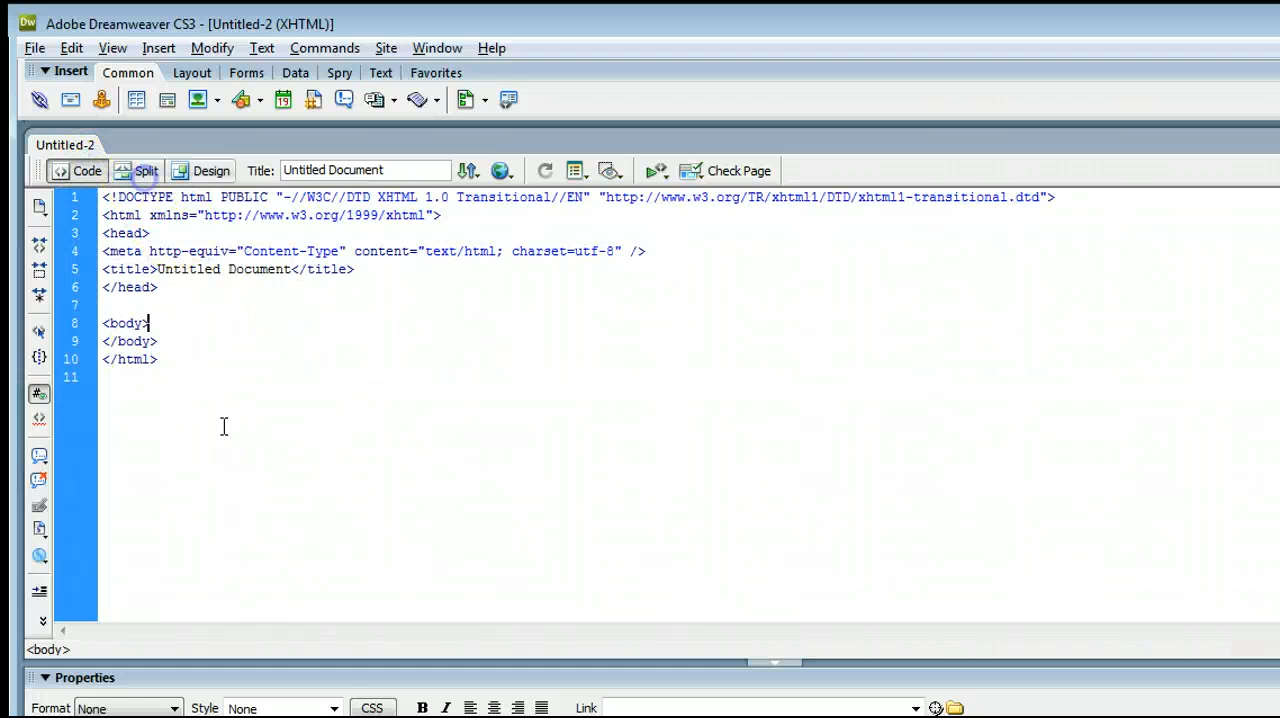 Dw Adobe Dreamweaver CS3 - [Untitled-2 (XHTML)]
File Edit View Insert Modify Text Commands Site Window Help
Insert Common Layout Forms Data Spry Text Favorites
19
Untitled-2
Code Split Design Title: Untitled Document Check Page
1 <!DOCTYPE html PUBLIC "-//W3C//DTD XHTML 1.0 Transitional//EN" "http://www.w3.org/TR/xhtml1/DTD/xhtml1-transitional.dtd">
2 <html xmlns="http://www.w3.org/1999/xhtml">
3 <head>
4 <meta http-equiv="Content-Type" content="text/html; charset=utf-8" />
5 <title>Untitled Document</title>
6 </head>
7
8 <body>
9 </body>
10 </html>
11
<body>
Properties
Format None Style None CSS B I Link